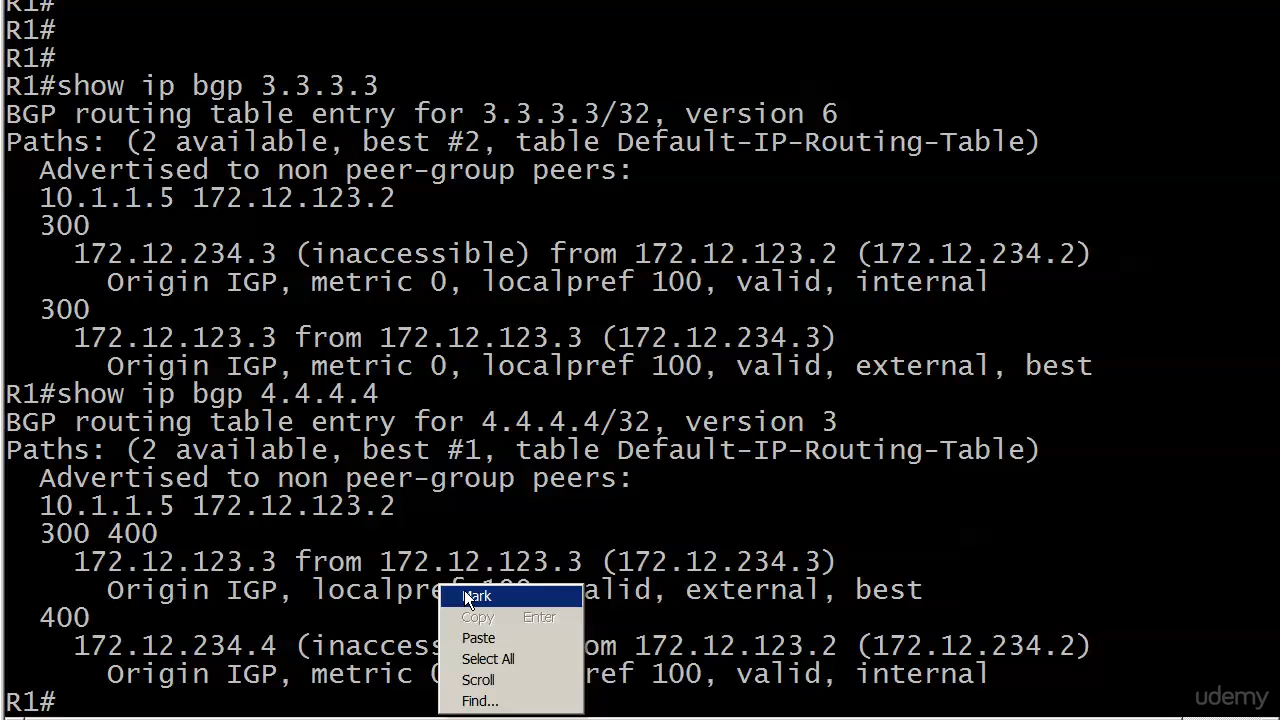 R1#
R1#
R1#
R1#show ip bgp 3.3.3.3
BGP routing table entry for 3.3.3.3/32, version 6
Paths: (2 available, best #2, table Default-IP-Routing-Table)
Advertised to non peer-group peers:
10.1.1.5 172.12.123.2
300
172.12.234.3 (inaccessible) from 172.12.123.2 (172.12.234.2)
Origin IGP, metric 0, localpref 100, valid, internal
300
172.12.123.3 from 172.12.123.3 (172.12.234.3)
Origin IGP, metric 0, localpref 100, valid, external, best
R1#show ip bgp 4.4.4.4
BGP routing table entry for 4.4.4.4/32, version 3
Paths: (2 available, best #1, table Default-IP-Routing-Table)
Advertised to non peer-group peers:
10.1.1.5 172.12.123.2
300 400
172.12.123.3 from 172.12.123.3 (172.12.234.3)
Origin IGP, localpref 100, valid, external, best
400
172.12.234.4 (inacces om 172.12.123.2 (172.12.234.2)
Origin IGP, metric 0 ref 100, valid, internal
R1#
Mark
Copy Enter
Paste
Select All
Scroll
Find...
udemy